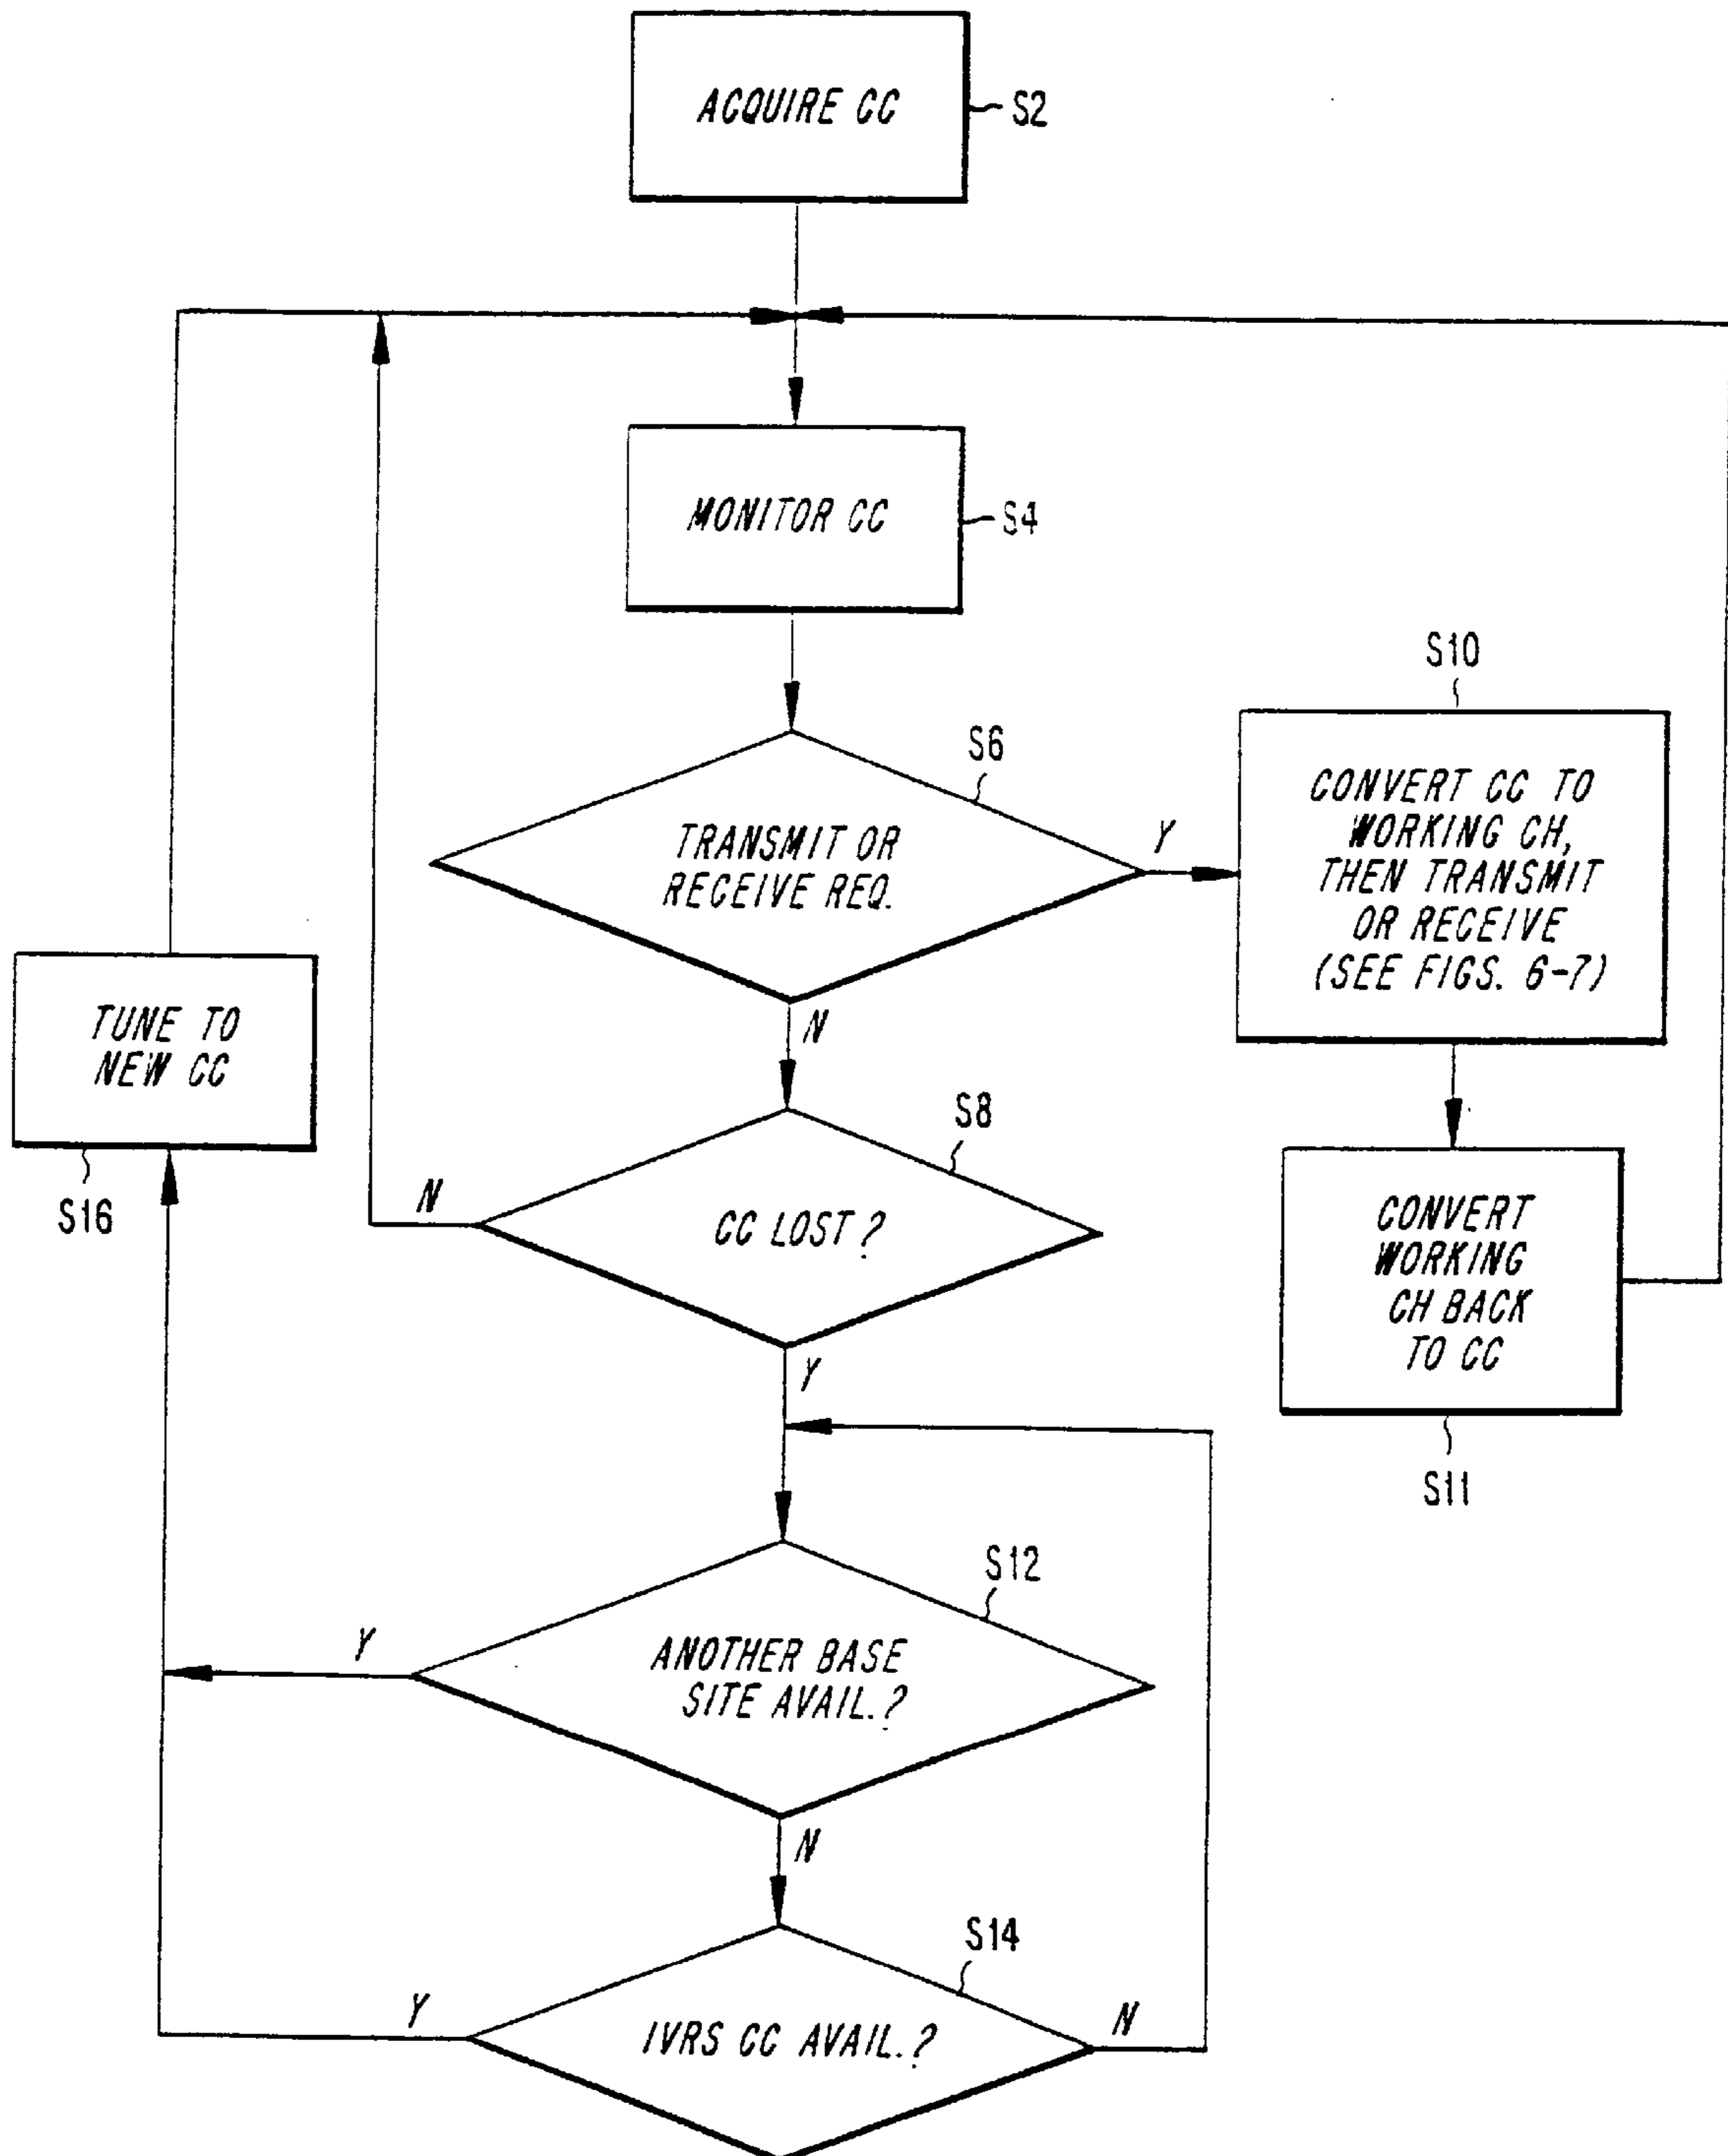 ACQUIRE CC
S2
MONITOR CC
S4
S10
S6
TRANSMIT OR
RECEIVE REQ.
Y
CONVERT CC TO
WORKING CH,
THEN TRANSMIT
OR RECEIVE
(SEE FIGS. 6-7)
N
TUNE TO
NEW CC
S16
S8
CC LOST?
N
Y
CONVERT
WORKING
CH BACK
TO CC
S11
S12
ANOTHER BASE
SITE AVAIL.?
Y
N
S14
IVRS CC AVAIL.?
Y
N